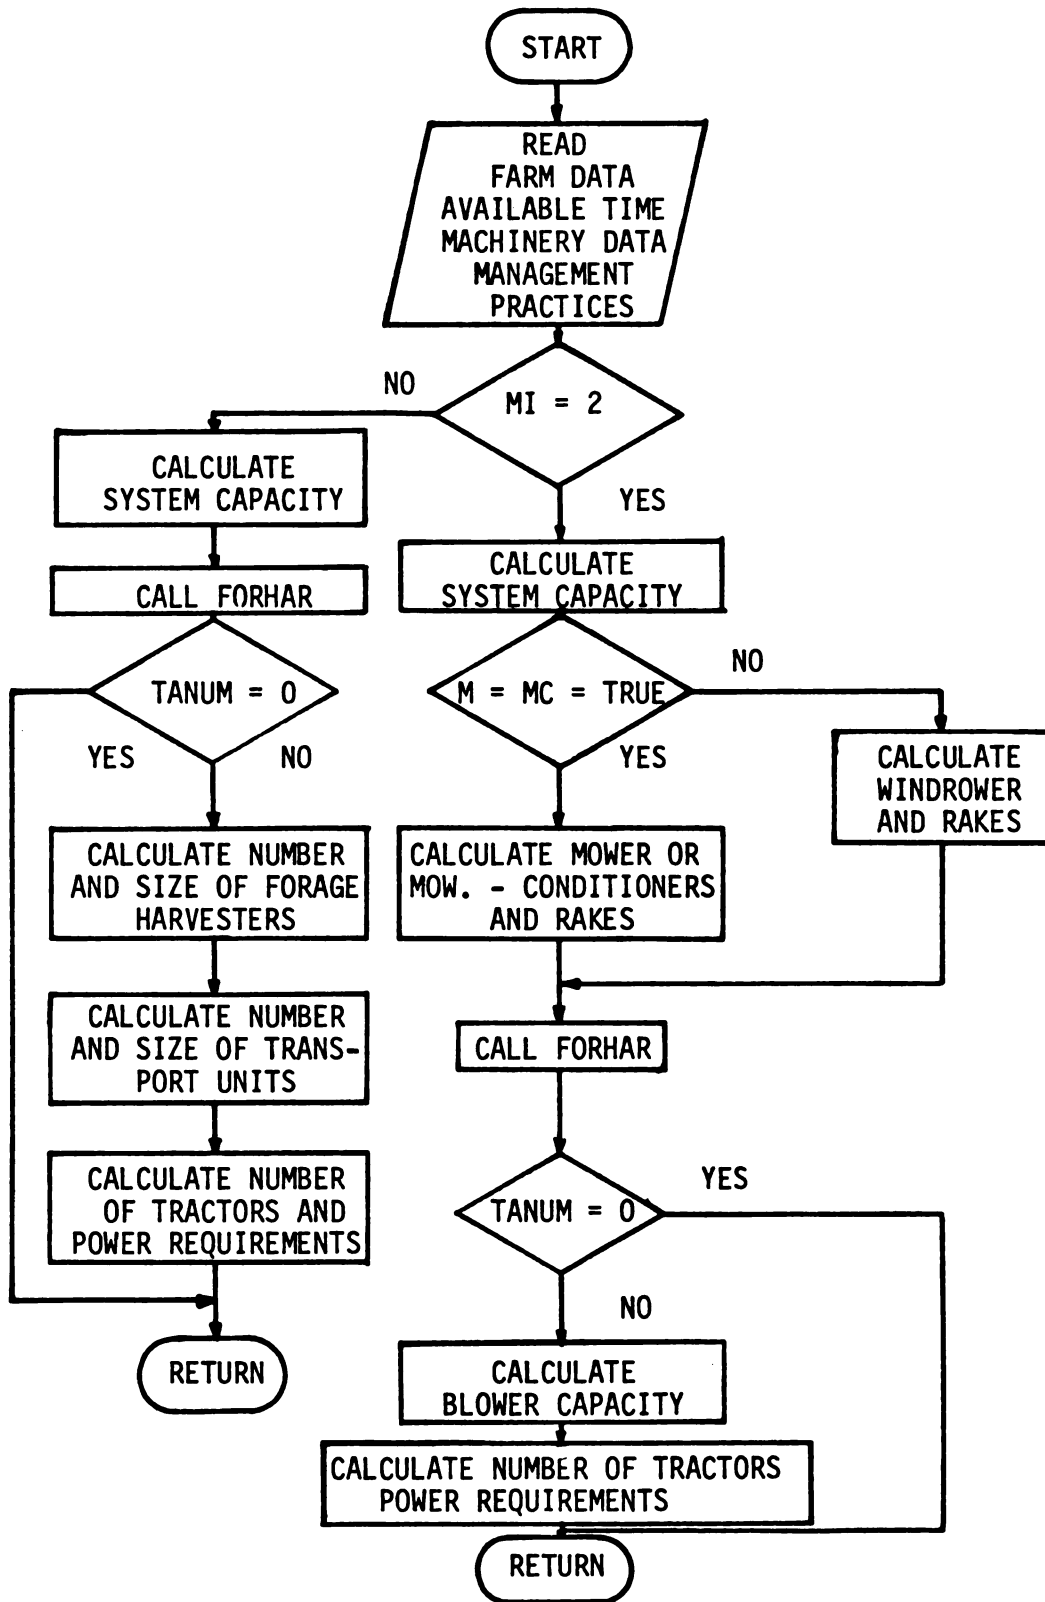 START
READ
FARM DATA
AVAILABLE TIME
MACHINERY DATA
MANAGEMENT
PRACTICES
MI = 2
NO
YES
CALCULATE
SYSTEM CAPACITY
CALL FORHAR
TANUM = 0
YES
NO
CALCULATE NUMBER
AND SIZE OF FORAGE
HARVESTERS
CALCULATE NUMBER
AND SIZE OF TRANS-
PORT UNITS
CALCULATE NUMBER
OF TRACTORS AND
POWER REQUIREMENTS
RETURN
CALCULATE
SYSTEM CAPACITY
M = MC = TRUE
NO
YES
CALCULATE
WINDROWER
AND RAKES
CALCULATE MOWER OR
MOW. - CONDITIONERS
AND RAKES
CALL FORHAR
TANUM = 0
YES
NO
CALCULATE
BLOWER CAPACITY
CALCULATE NUMBER OF TRACTORS
POWER REQUIREMENTS
RETURN